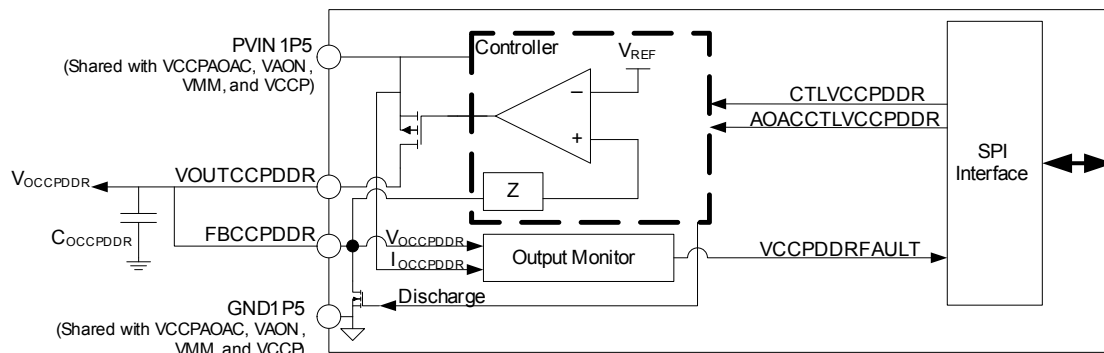 PVIN 1P5
(Shared with VCCPAOAC, VAON,
VMM, and VCCP)
Controller
VREF
CTLVCCPDDR
AOACCTLVCCPDDR
SPI
Interface
VOCCPDDR
VOUTCCPDDR
Z
COCCPDDR
FBCCPDDR
VOCCPDDR
IOCCPDDR
Output Monitor
VCCPDDRFAULT
Discharge
GND1P5
(Shared with VCCPAOAC, VAON,
VMM, and VCCP)